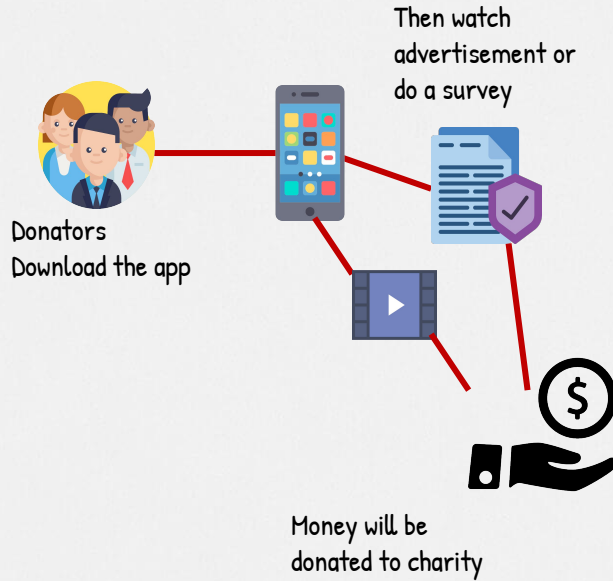 Then watch
advertisement or
do a survey
Donators
Download the app
$
Money will be
donated to charity